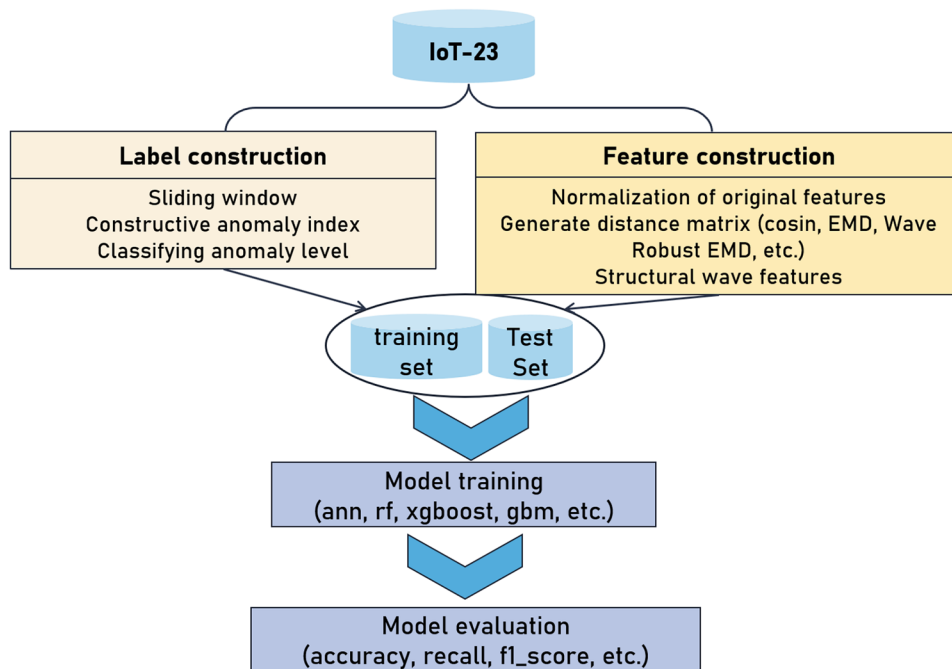 IoT-23
Label construction
Sliding window
Constructive anomaly index
Classifying anomaly level
Feature construction
Normalization of original features
Generate distance matrix (cosin, EMD, Wave
Robust EMD, etc.)
Structural wave features
training
set
Test
Set
Model training
(ann, rf, xgboost, gbm, etc.)
Model evaluation
(accuracy, recall, f1_score, etc.)